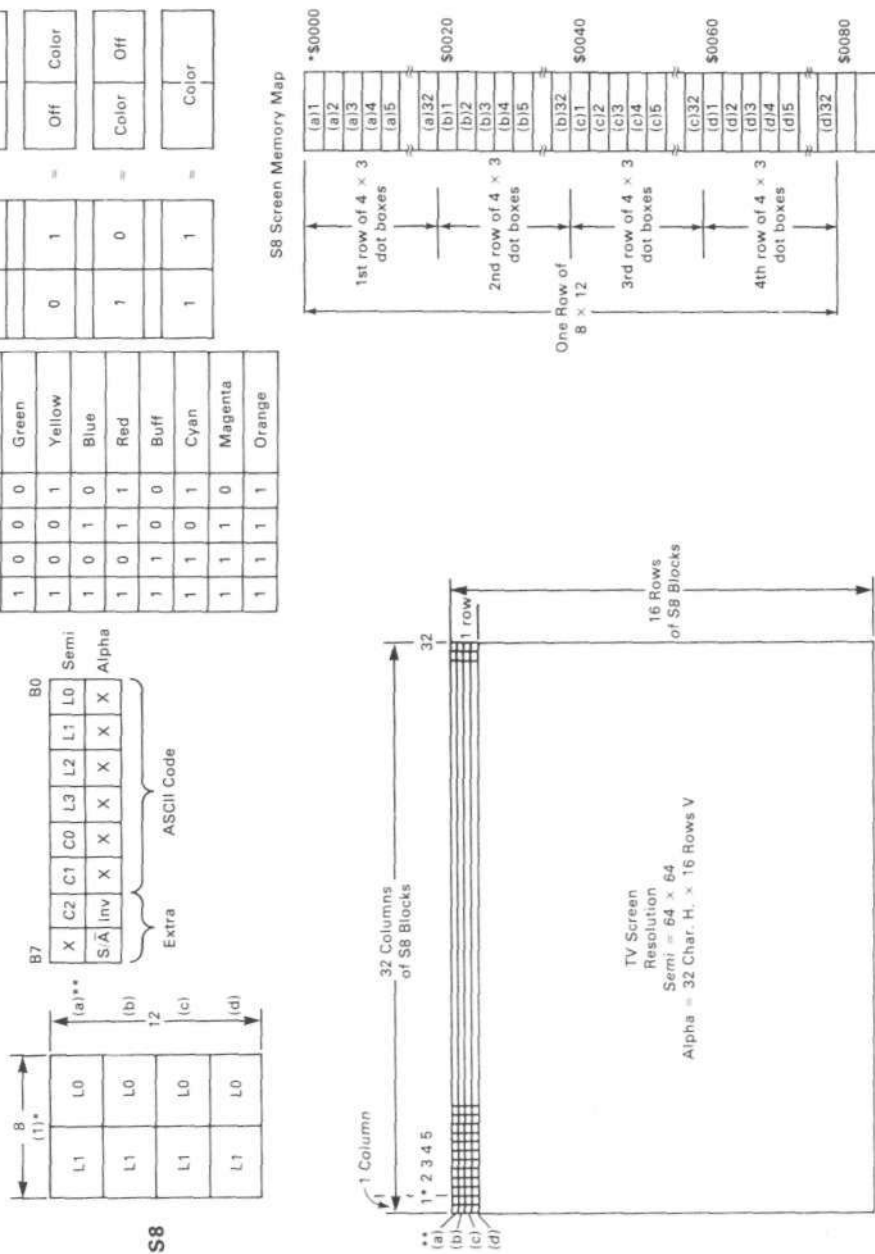 S8
8
(1)*
L1 L0
L1 L0
L1 L0
L1 L0
(a)**
(b)
12
(c)
(d)
B7 B0
X C2 C1 C0 L3 L2 L1 L0 Semi
S/Ā Inv X X X X X X Alpha
Extra
ASCII Code
1 0 0 0 Green
1 0 0 1 Yellow
1 0 1 0 Blue
1 0 1 1 Red
1 1 0 0 Buff
1 1 0 1 Cyan
1 1 1 0 Magenta
1 1 1 1 Orange
0 1 = Off Color
1 0 = Color Off
1 1 = Color
1 Column
32 Columns
of S8 Blocks
1* 2 3 4 5
32
**
(a)
(b)
(c)
(d)
1 row
16 Rows
of S8 Blocks
TV Screen
Resolution
Semi = 64 × 64
Alpha = 32 Char. H. × 16 Rows V
S8 Screen Memory Map
One Row of
8 × 12
1st row of 4 × 3
dot boxes
2nd row of 4 × 3
dot boxes
3rd row of 4 × 3
dot boxes
4th row of 4 × 3
dot boxes
(a)1 *$0000
(a)2
(a)3
(a)4
(a)5
(a)32
(b)1 $0020
(b)2
(b)3
(b)4
(b)5
(b)32
(c)1 $0040
(c)2
(c)3
(c)4
(c)5
(c)32
(d)1 $0060
(d)2
(d)3
(d)4
(d)5
(d)32
$0080